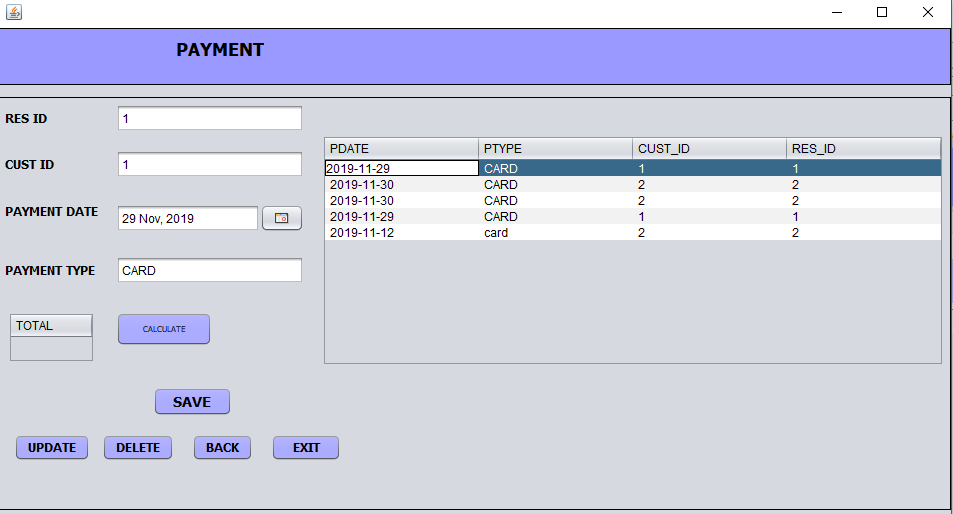 PAYMENT
RES ID 1
CUST ID 1
PAYMENT DATE 29 Nov, 2019
PAYMENT TYPE CARD
TOTAL CALCULATE
SAVE
UPDATE DELETE BACK EXIT
PDATE PTYPE CUST_ID RES_ID
2019-11-29 CARD 1 1
2019-11-30 CARD 2 2
2019-11-30 CARD 2 2
2019-11-29 CARD 1 1
2019-11-12 card 2 2